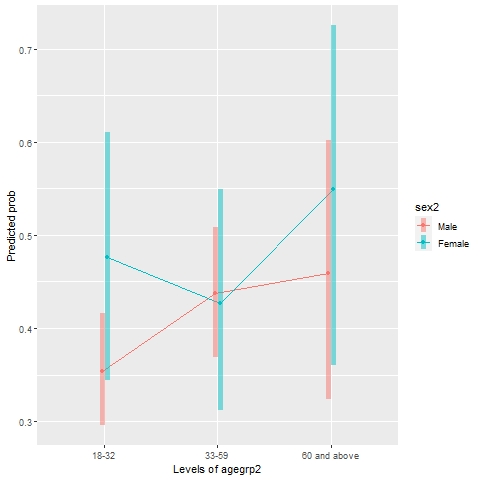 0.7
0.6
0.5
0.4
0.3
Predicted prob
18-32
33-59
60 and above
Levels of agegrp2
sex2
Male
Female